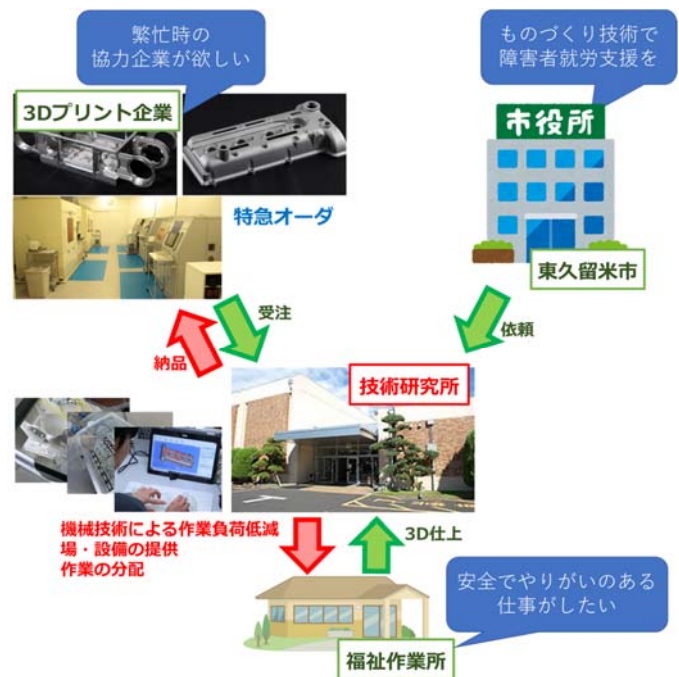 繁忙時の
協力企業が欲しい
ものづくり技術で
障害者就労支援を
3Dプリント企業
市役所
特急オーダ
東久留米市
受注
納品
依頼
技術研究所
機械技術による作業負荷低減
場・設備の提供
作業の分配
3D仕上
安全でやりがいのある
仕事がしたい
福祉作業所